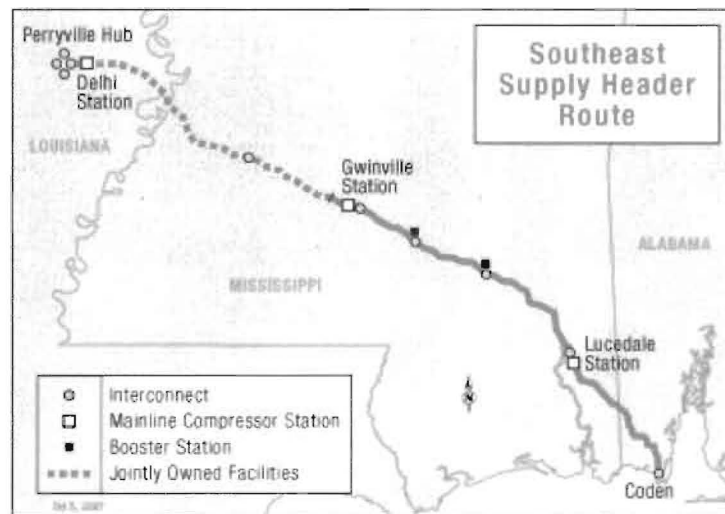 Perryville Hub
Delhi
Station
LOUISIANA
Southeast
Supply Header
Route
Gwinville
Station
ALABAMA
MISSISSIPPI
Lucedale
Station
Interconnect
Mainline Compressor Station
Booster Station
Jointly Owned Facilities
N
Coden